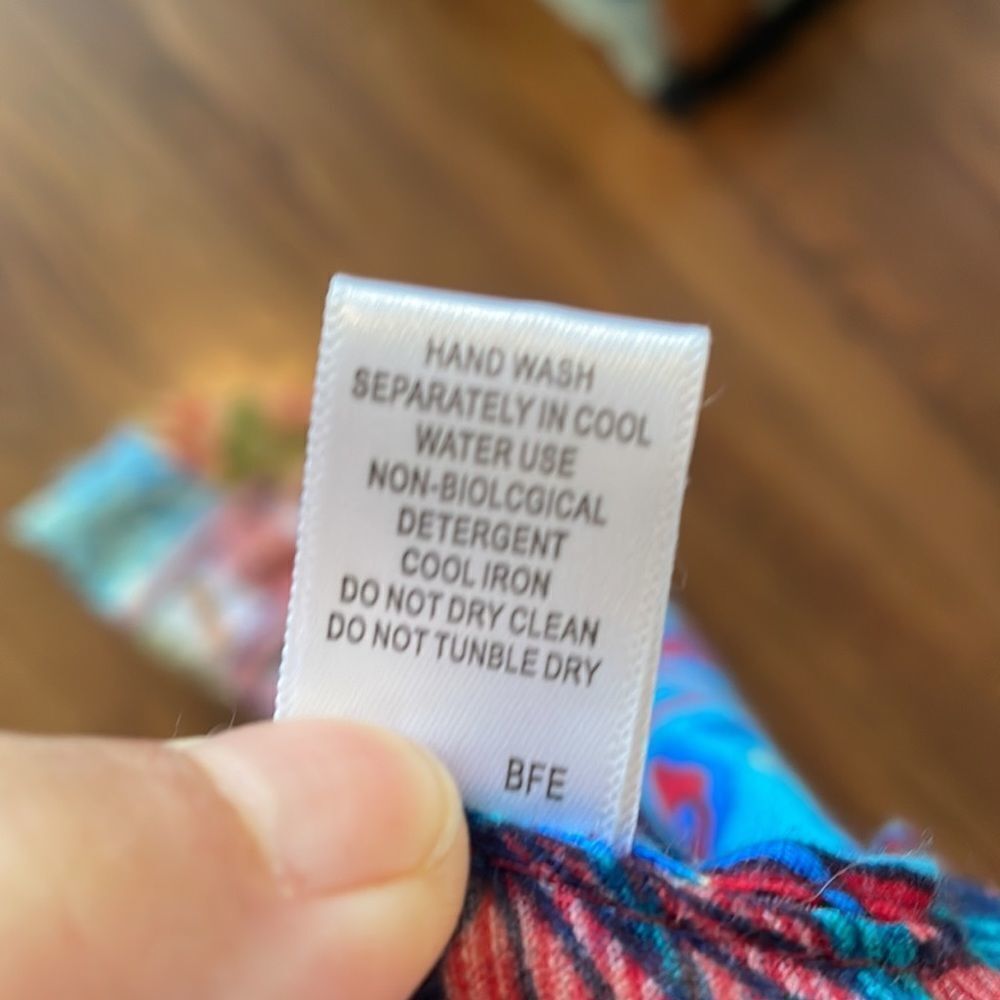 HAND WASH
SEPARATELY IN COOL
WATER USE
NON-BIOLCGICAL
DETERGENT
COOL IRON
DO NOT DRY CLEAN
DO NOT TUNBLE DRY
BFE